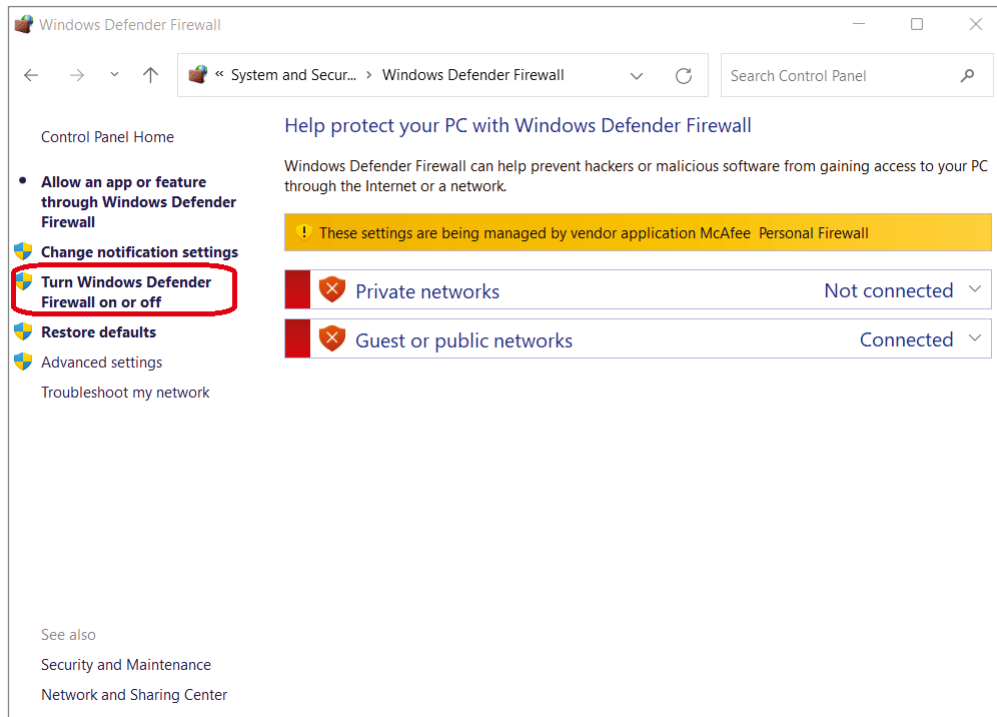 Windows Defender Firewall
« System and Secur... › Windows Defender Firewall
Search Control Panel
Control Panel Home
• Allow an app or feature
through Windows Defender
Firewall
Change notification settings
Turn Windows Defender
Firewall on or off
Restore defaults
Advanced settings
Troubleshoot my network
Help protect your PC with Windows Defender Firewall
Windows Defender Firewall can help prevent hackers or malicious software from gaining access to your PC
through the Internet or a network.
These settings are being managed by vendor application McAfee Personal Firewall
Private networks Not connected
Guest or public networks Connected
See also
Security and Maintenance
Network and Sharing Center